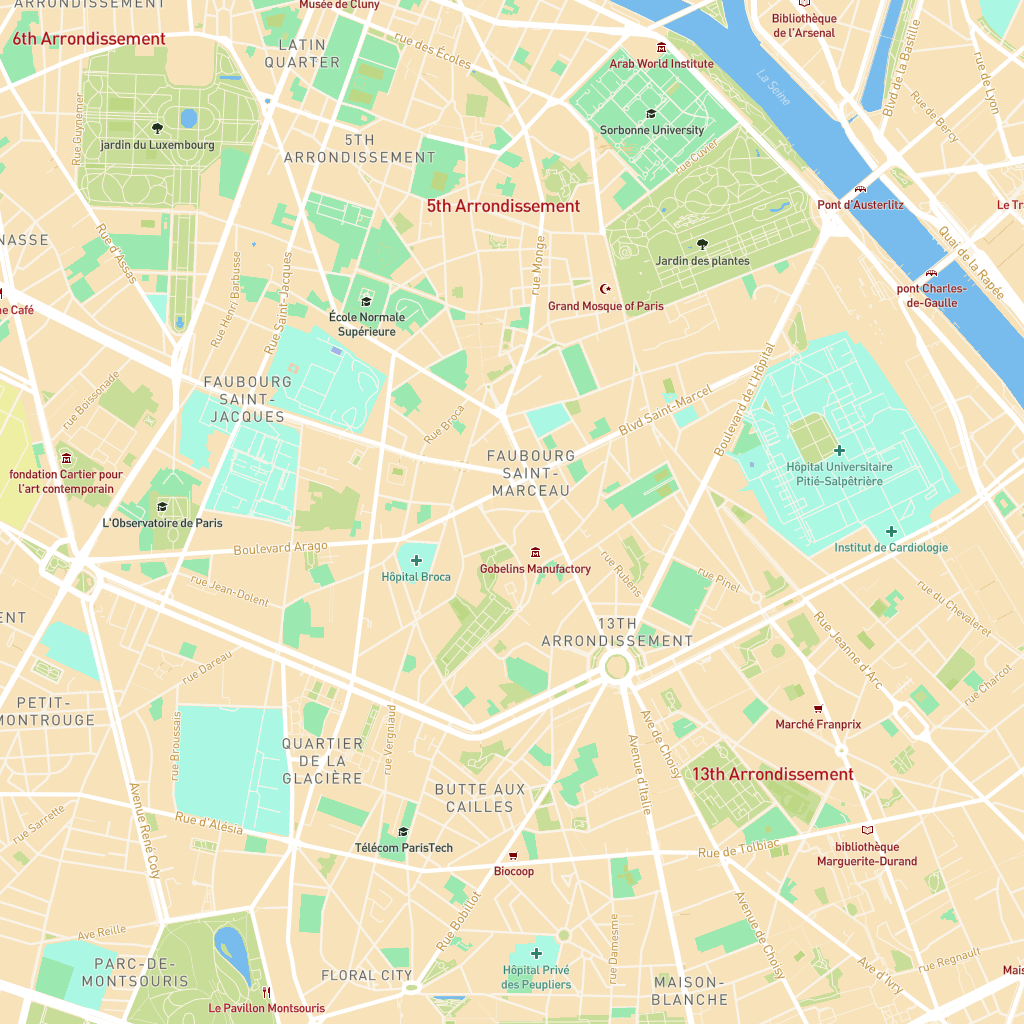 ARRONDISSEMENT
Musée de Cluny
6th Arrondissement
LATIN
QUARTER
rue des Écoles
Arab World Institute
Bibliothèque
de l'Arsenal
La Seine
Blvd de la Bastille
rue de Lyon
Rue de Bercy
Rue Guynemer
jardin du Luxembourg
5TH
ARRONDISSEMENT
Sorbonne University
rue Cuvier
5th Arrondissement
Pont d'Austerlitz
Le Tra
NASSE
Rue d'Assas
Rue Henri Barbusse
Rue Saint-Jacques
rue Monge
Jardin des plantes
Quai de la Rapée
pont Charles-
de-Gaulle
ne Café
École Normale
Supérieure
Grand Mosque of Paris
FAUBOURG
SAINT-
JACQUES
rue Boissonade
Rue Broca
Blvd Saint-Marcel
Boulevard de l'Hôpital
fondation Cartier pour
l'art contemporain
FAUBOURG
SAINT-
MARCEAU
Hôpital Universitaire
Pitié-Salpêtrière
L'Observatoire de Paris
Boulevard Arago
Institut de Cardiologie
Hôpital Broca
Gobelins Manufactory
rue Rubens
rue Pinel
rue Jean-Dolent
rue du Chevaleret
ENT
13TH
ARRONDISSEMENT
Rue Jeanne d'Arc
rue Dareau
rue Charcot
PETIT-
MONTROUGE
rue Broussais
rue Vergniaud
QUARTIER
DE LA
GLACIÈRE
Ave de Choisy
Avenue d'Italie
Marché Franprix
13th Arrondissement
BUTTE AUX
CAILLES
Avenue René Coty
rue Sarrette
Rue d'Alésia
Télécom ParisTech
Biocoop
Rue de Tolbiac
bibliothèque
Marguerite-Durand
Rue Bobillot
rue Damesme
Avenue de Choisy
Ave d'Ivry
rue Regnault
Ave Reille
PARC-DE-
MONTSOURIS
FLORAL CITY
Hôpital Privé
des Peupliers
MAISON-
BLANCHE
Mais
Le Pavillon Montsouris